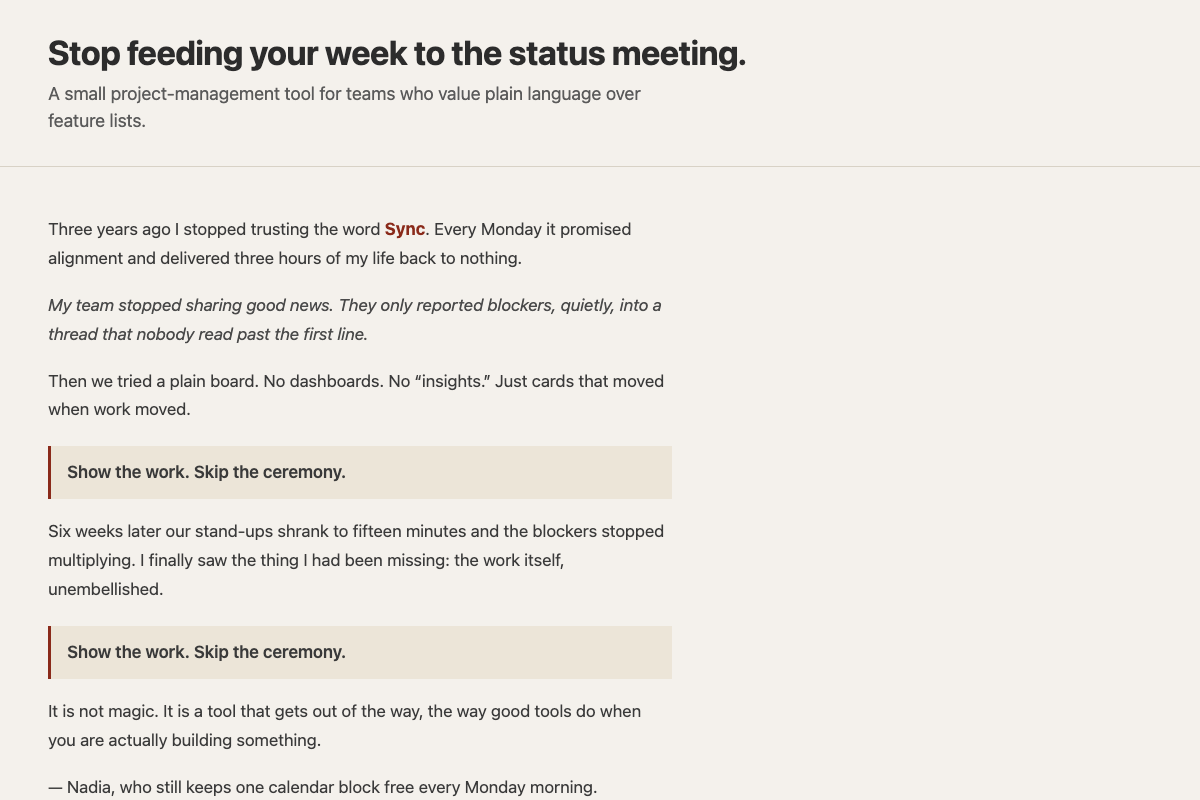 Stop feeding your week to the status meeting.
A small project-management tool for teams who value plain language over
feature lists.
Three years ago I stopped trusting the word Sync. Every Monday it promised
alignment and delivered three hours of my life back to nothing.
My team stopped sharing good news. They only reported blockers, quietly, into a
thread that nobody read past the first line.
Then we tried a plain board. No dashboards. No “insights.” Just cards that moved
when work moved.
Show the work. Skip the ceremony.
Six weeks later our stand-ups shrank to fifteen minutes and the blockers stopped
multiplying. I finally saw the thing I had been missing: the work itself,
unembellished.
Show the work. Skip the ceremony.
It is not magic. It is a tool that gets out of the way, the way good tools do when
you are actually building something.
— Nadia, who still keeps one calendar block free every Monday morning.